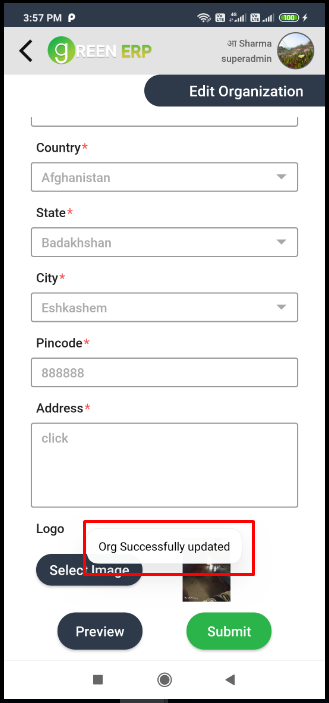 3:57 PM P
आ Sharma
GREEN ERP
superadmin
Edit Organization
Country*
Afghanistan
State*
Badakhshan
City*
Eshkashem
Pincode*
888888
Address*
click
Logo
Org Successfully updated
Select Image
Preview
Submit